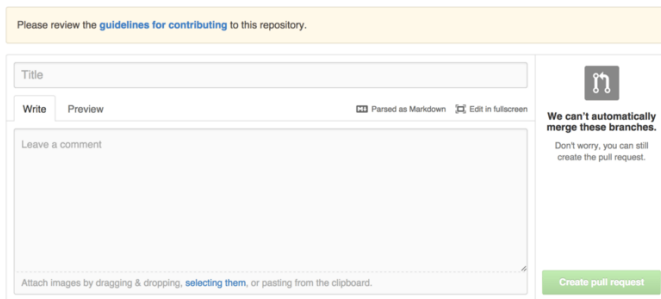 Please review the guidelines for contributing to this repository.
Title
Write Preview Parsed as Markdown Edit in fullscreen
Leave a comment
Attach images by dragging & dropping, selecting them, or pasting from the clipboard.
We can't automatically
merge these branches.
Don't worry, you can still
create the pull request.
Create pull request